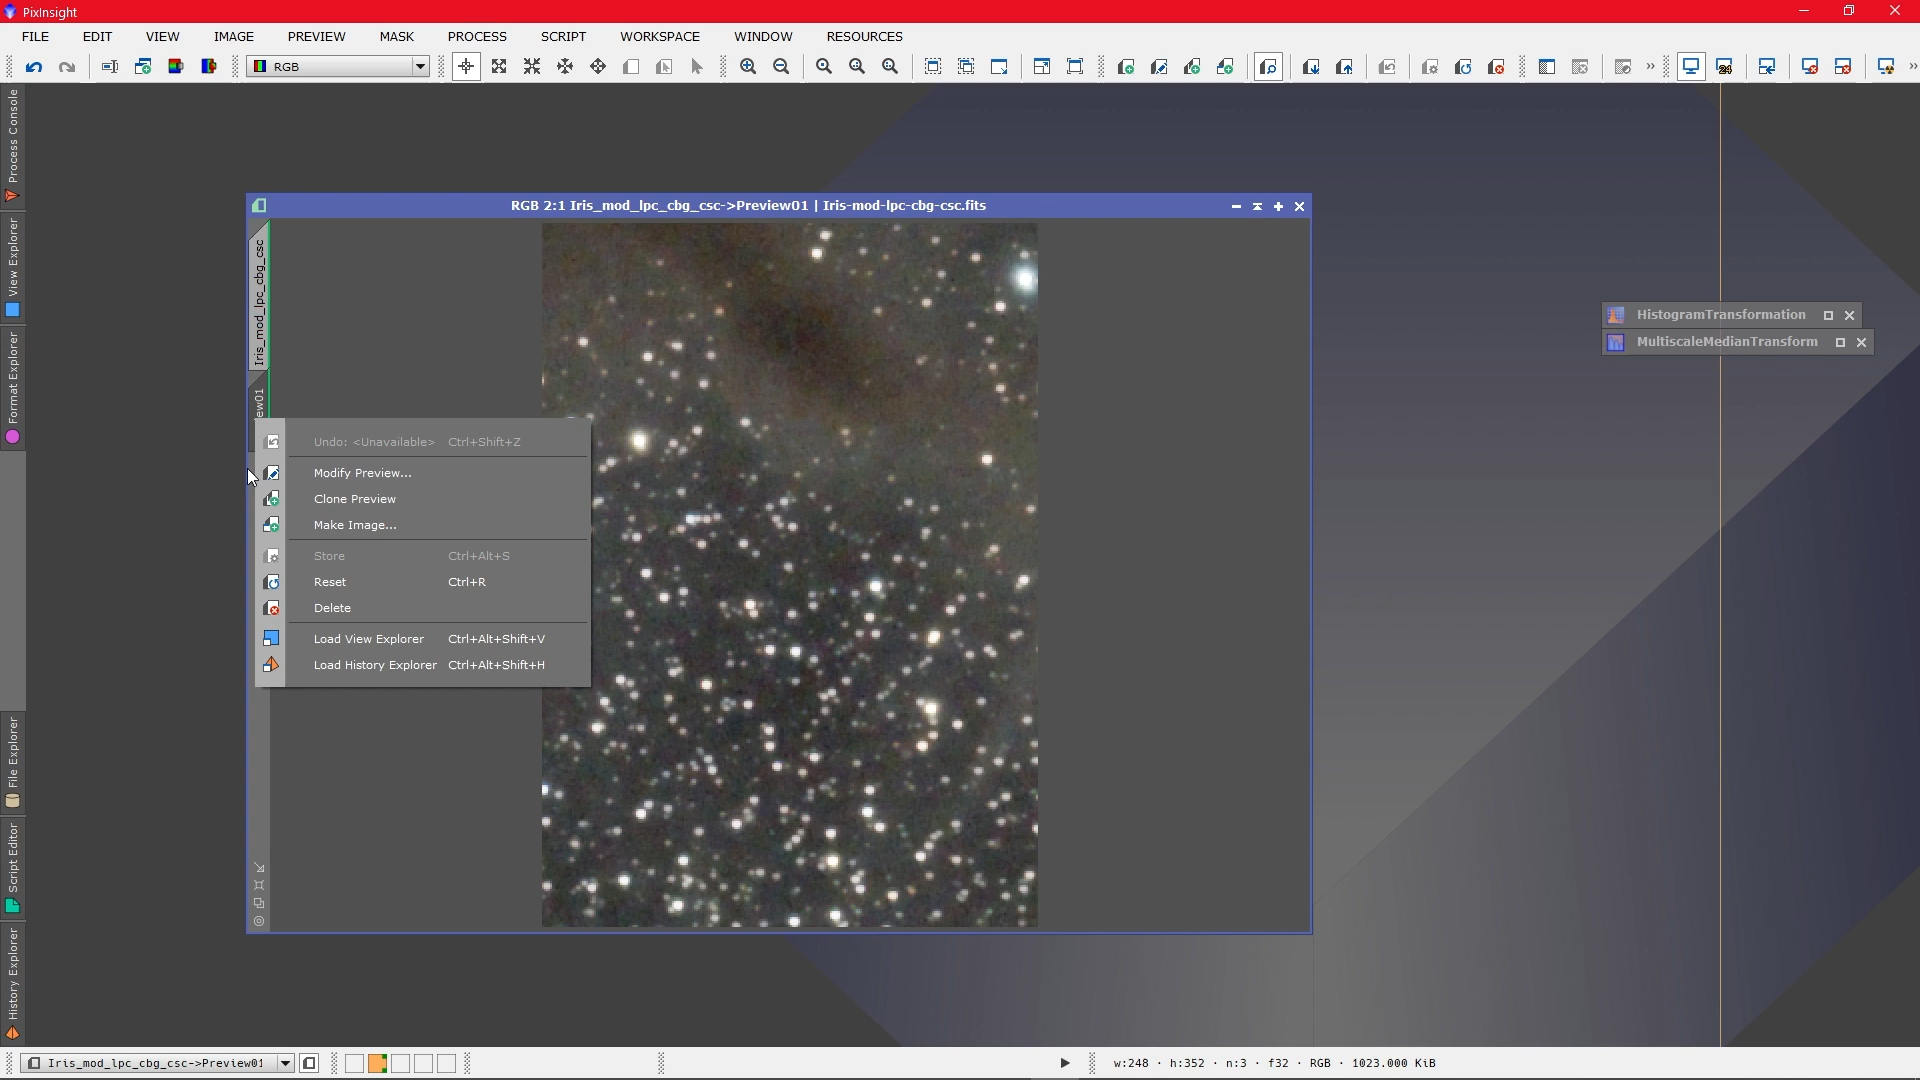 PixInsight
FILE EDIT VIEW IMAGE PREVIEW MASK PROCESS SCRIPT WORKSPACE WINDOW RESOURCES
RGB
24
Process Console
View Explorer
Format Explorer
File Explorer
Script Editor
History Explorer
RGB 2:1 Iris_mod_lpc_cbg_csc->Preview01 | Iris-mod-lpc-cbg-csc.fits
Iris_mod_lpc_cbg_csc
ew01
HistogramTransformation
MultiscaleMedianTransform
Undo: <Unavailable> Ctrl+Shift+Z
Modify Preview...
Clone Preview
Make Image...
Store Ctrl+Alt+S
Reset Ctrl+R
Delete
Load View Explorer Ctrl+Alt+Shift+V
Load History Explorer Ctrl+Alt+Shift+H
Iris_mod_lpc_cbg_csc->Preview01
w:248 · h:352 · n:3 · f32 · RGB · 1023.000 KiB